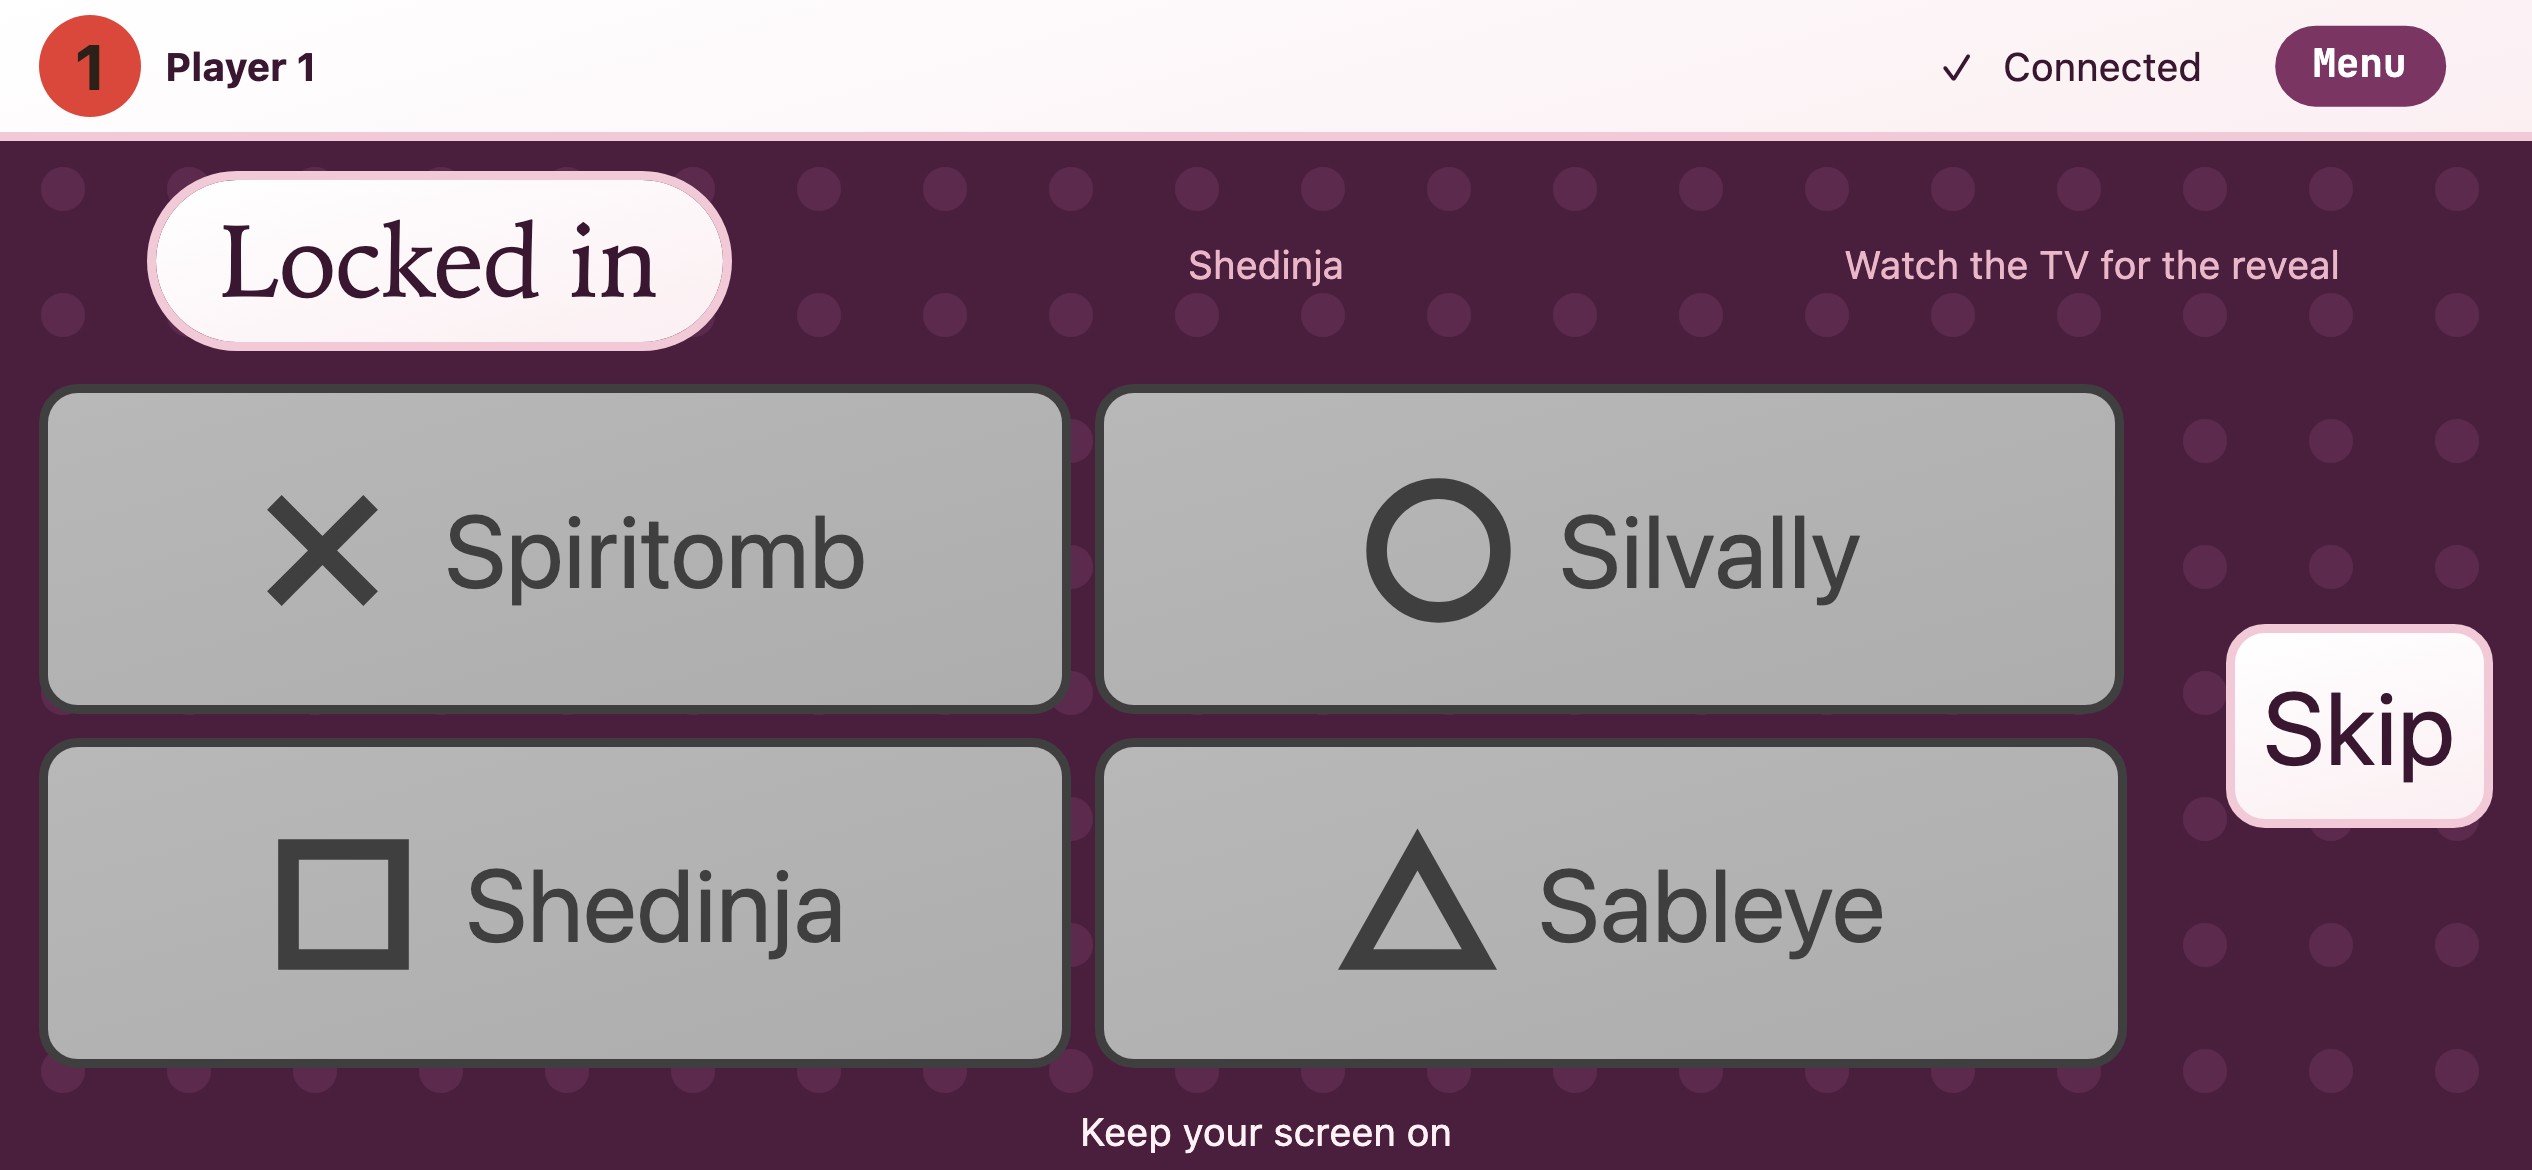 1 Player 1
✓ Connected
Menu
Locked in
Shedinja
Watch the TV for the reveal
Spiritomb
Silvally
Shedinja
Sableye
Skip
Keep your screen on